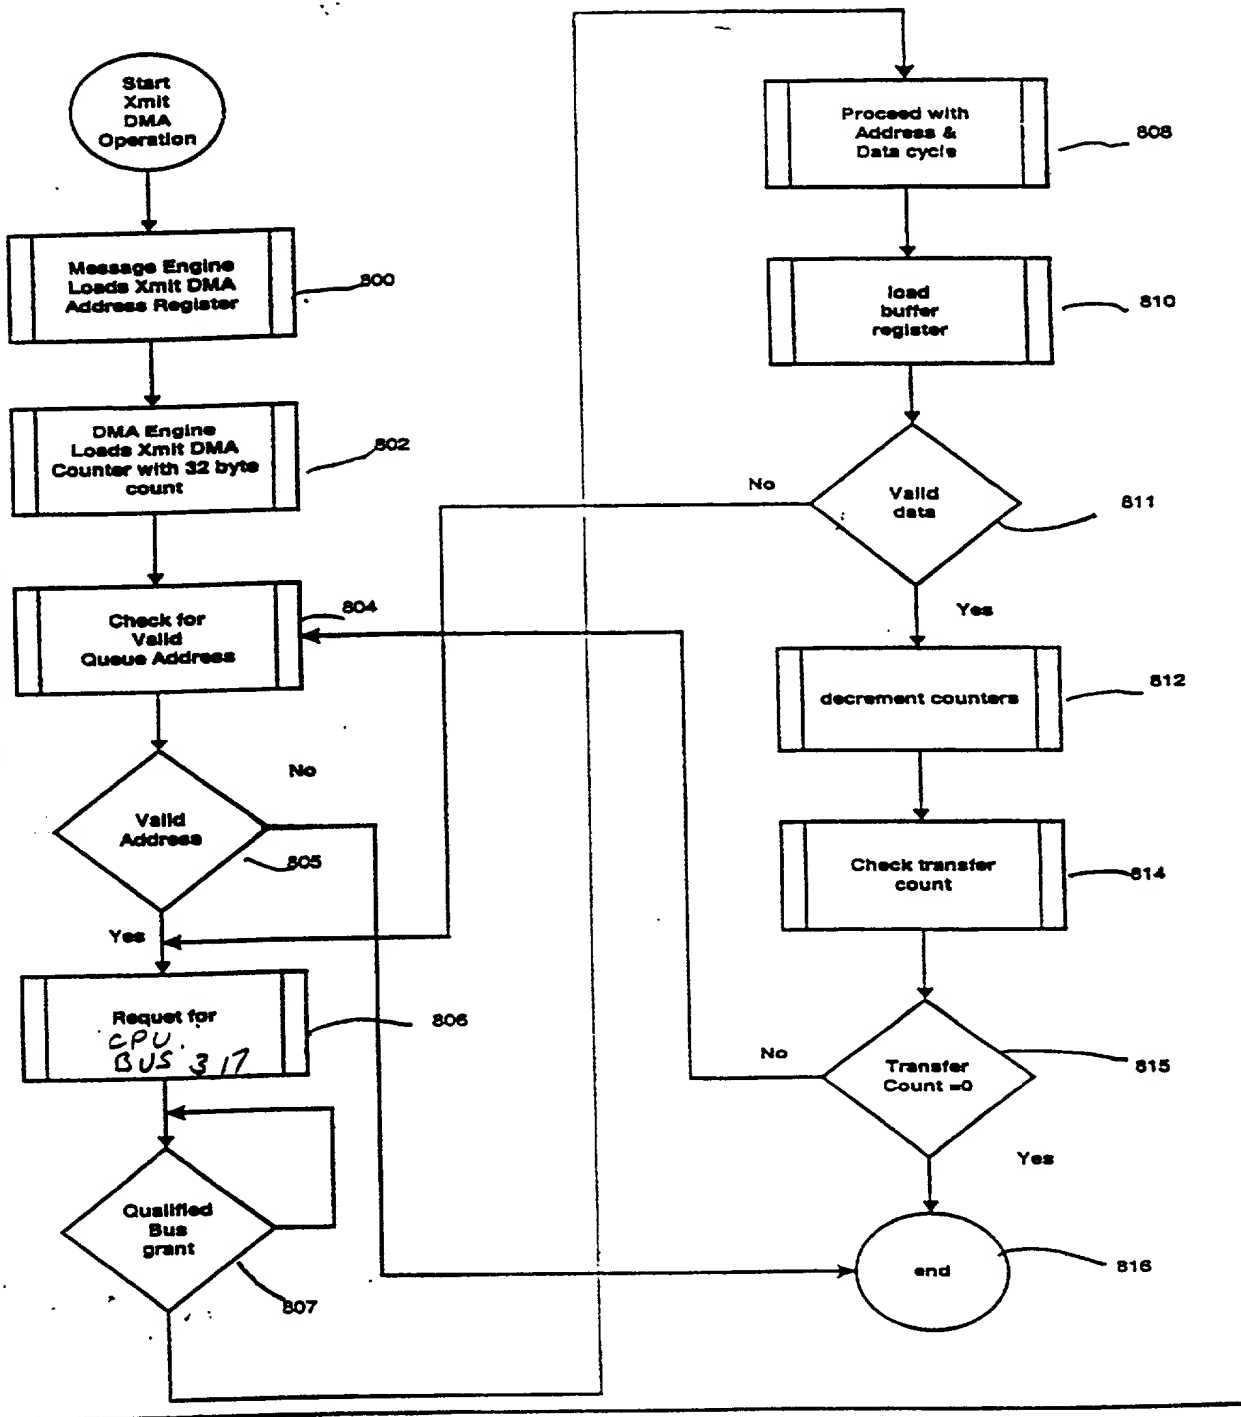 Start
Xmit
DMA
Operation
Message Engine
Loads Xmit DMA
Address Register
800
DMA Engine
Loads Xmit DMA
Counter with 32 byte
count
802
Check for
Valid
Queue Address
804
No
Valid
Address
805
Yes
Requet for
CPU.
BUS 317
806
Qualified
Bus
grant
807
Proceed with
Address &
Data cycle
808
load
buffer
register
810
No
Valid
data
811
Yes
decrement counters
812
Check transfer
count
814
No
Transfer
Count =0
815
Yes
end
816